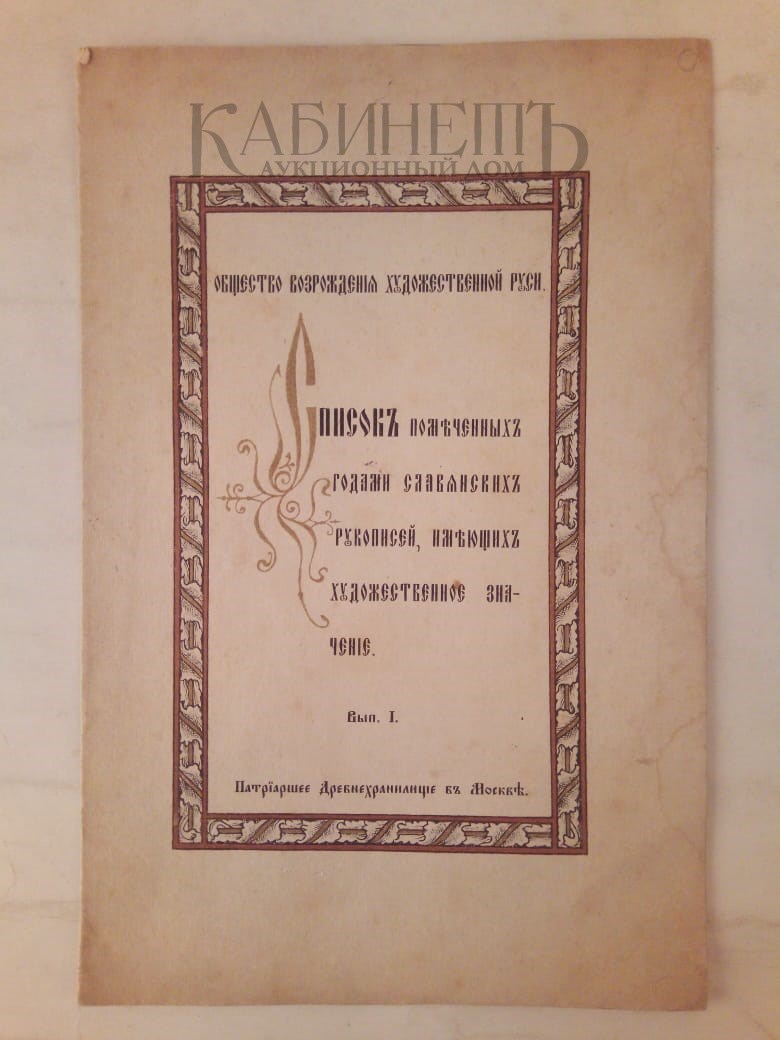 КАБИНЕТЪ
АУКЦИОННЫЙ ДОМ
ОБЩЕСТВО ВОЗРОЖДЕНІЯ ХУДОЖЕСТВЕННОЙ РУСИ.
СПИСОКЪ ПОМѢЧЕННЫХЪ
ГОДАМИ СЛАВЯНСКИХЪ
РУКОПИСЕЙ, ИМѢЮЩИХЪ
ХУДОЖЕСТВЕННОЕ ЗНА-
ЧЕНІЕ.
Вып. I.
Патрїаршее Древнехранилище въ Москвѣ.